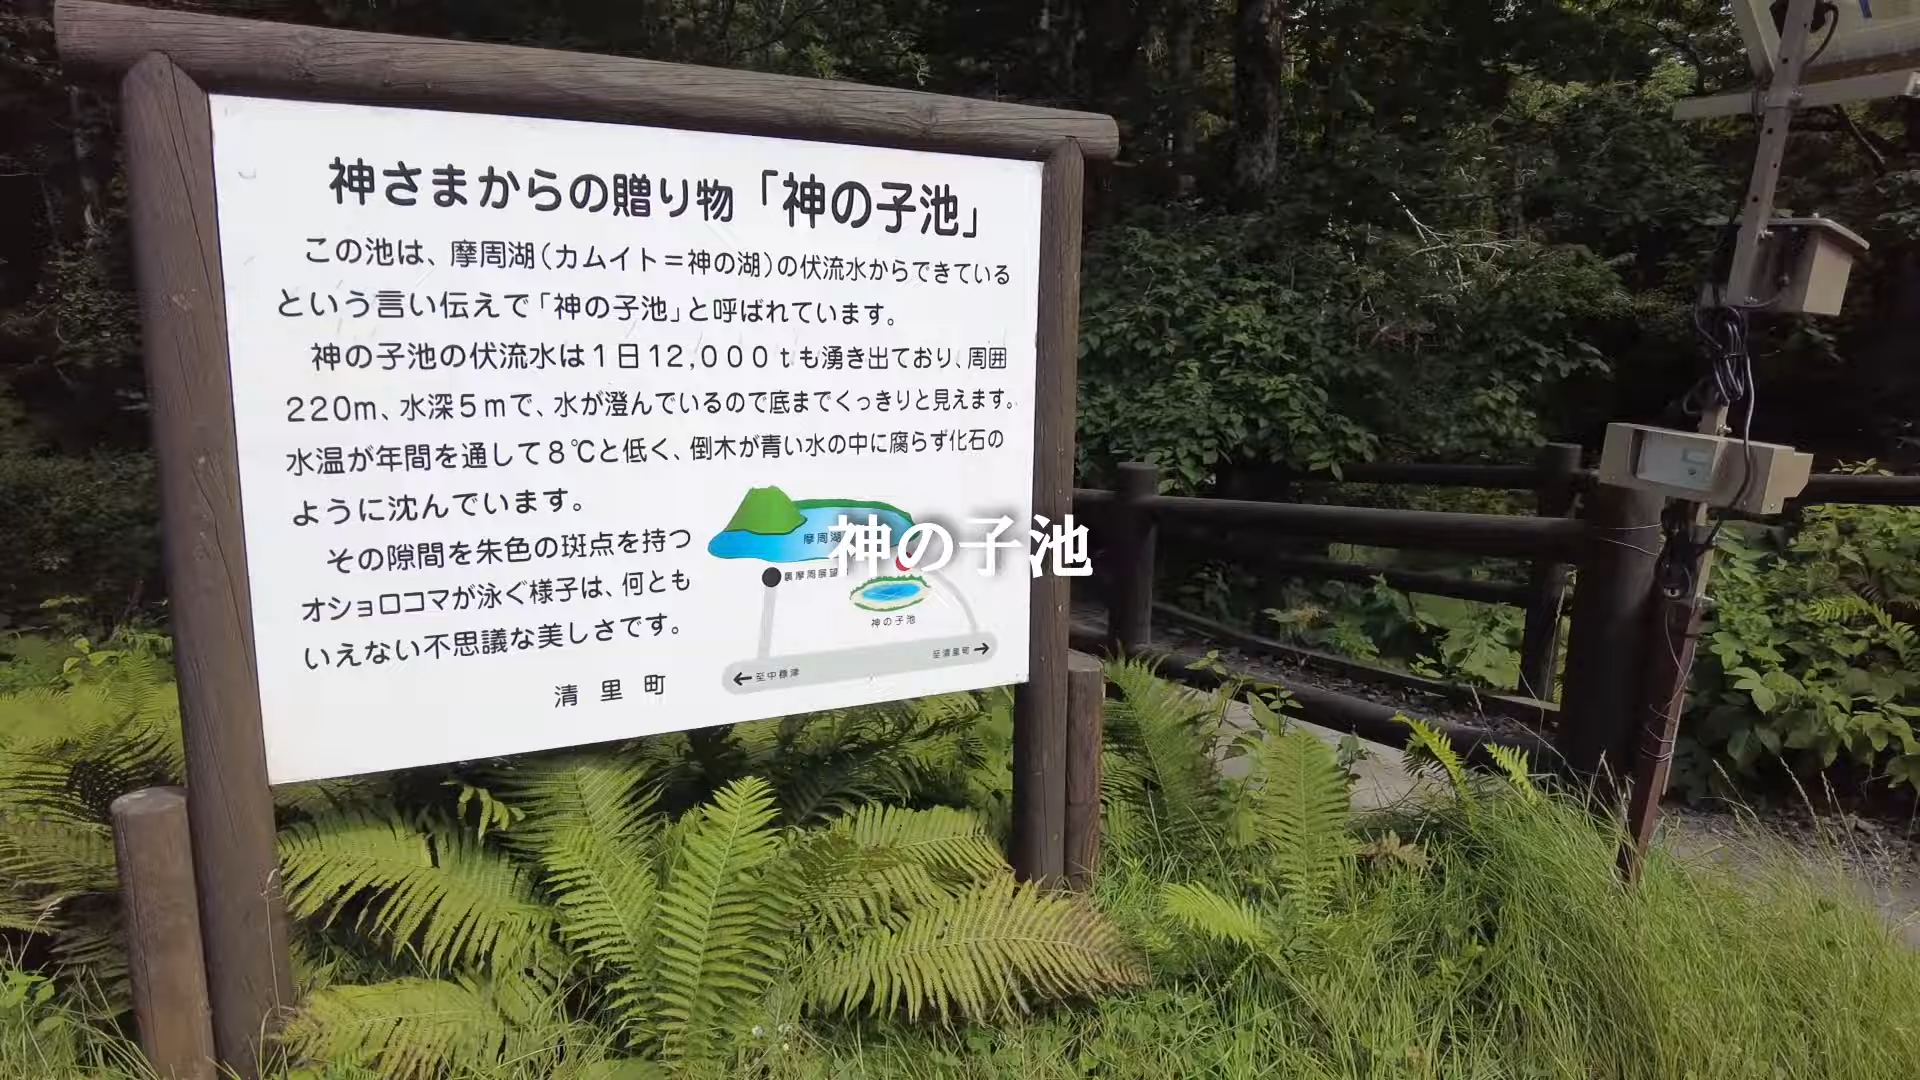 神さまからの贈り物「神の子池」
この池は、摩周湖(カムイト=神の湖)の伏流水からできている
という言い伝えで「神の子池」と呼ばれています。
神の子池の伏流水は1日12,000tも湧き出ており、周囲
220m、水深5mで、水が澄んでいるので底までくっきりと見えます。
水温が年間を通して8℃と低く、倒木が青い水の中に腐らず化石の
ように沈んでいます。
その隙間を朱色の斑点を持つ
オショロコマが泳ぐ様子は、何とも
いえない不思議な美しさです。
清里町
摩周湖
神の子池
裏摩周展望
神の子池
至清里町
至中標津